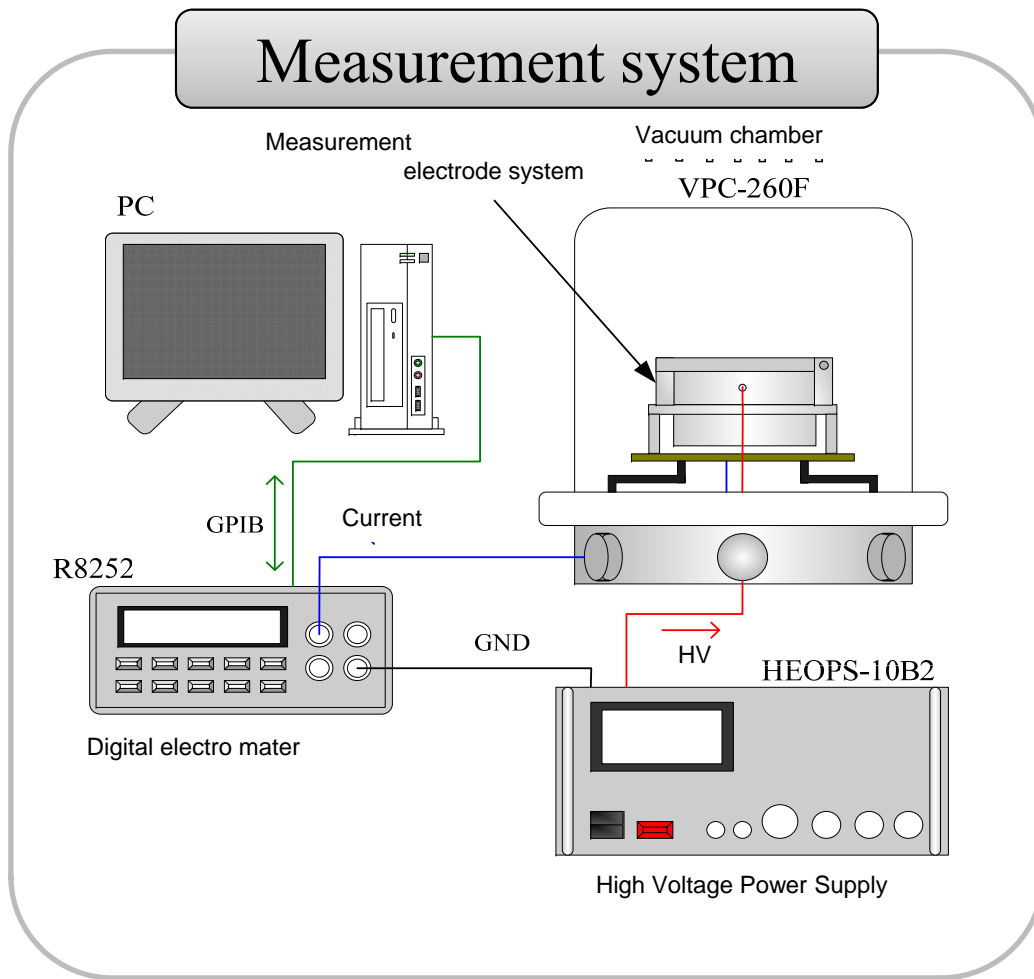 Measurement system
Measurement
electrode system
Vacuum chamber
VPC-260F
PC
GPIB
Current
R8252
GND
HV
HEOPS-10B2
Digital electro mater
High Voltage Power Supply